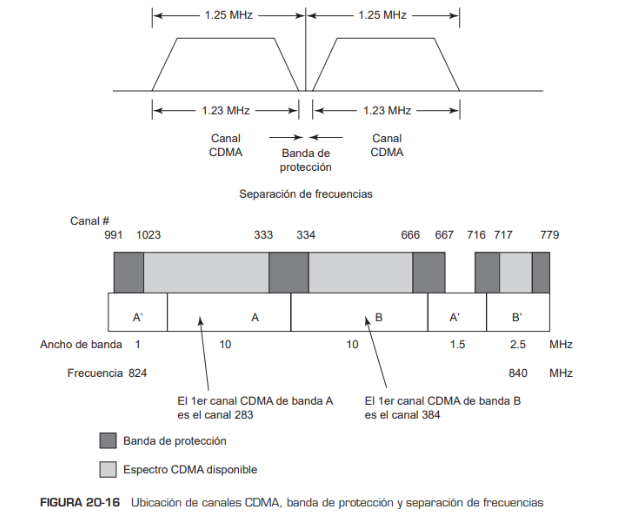 1.25 MHz 1.25 MHz
1.23 MHz 1.23 MHz
Canal CDMA
Banda de protección
Canal CDMA
Separación de frecuencias
Canal #
991 1023 333 334 666 667 716 717 779
A' A B A' B'
Ancho de banda 1 10 10 1.5 2.5 MHz
Frecuencia 824 840 MHz
El 1er canal CDMA de banda A
es el canal 283
El 1er canal CDMA de banda B
es el canal 384
Banda de protección
Espectro CDMA disponible
FIGURA 20-16 Ubicación de canales CDMA, banda de protección y separación de frecuencias